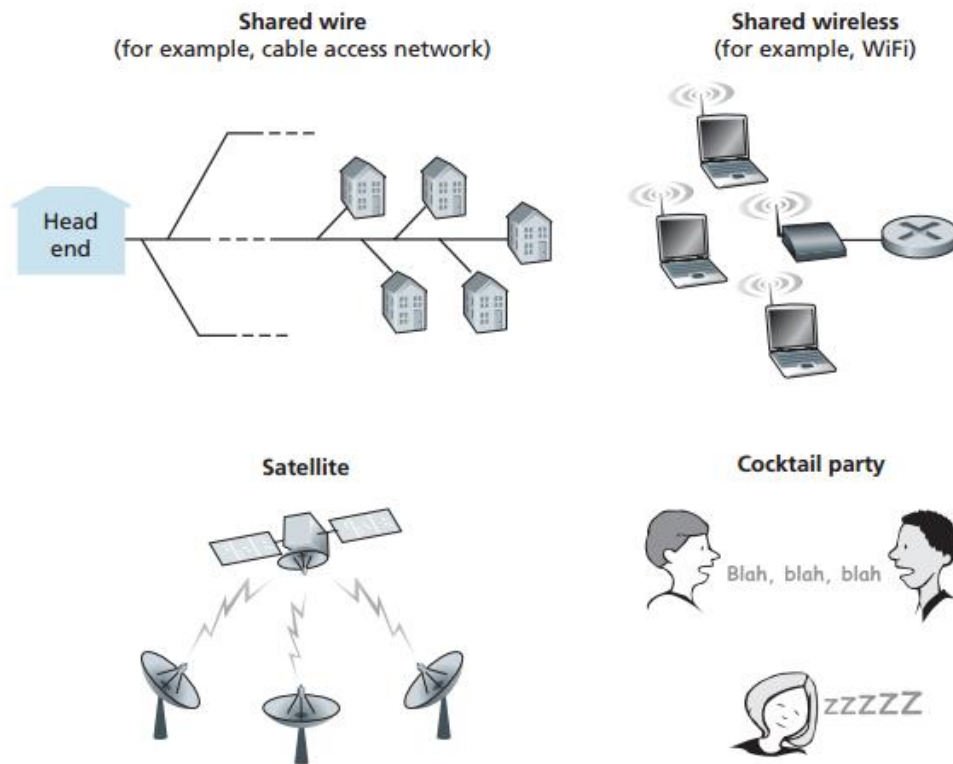 Shared wire
(for example, cable access network)
Shared wireless
(for example, WiFi)
Head
end
Satellite
Cocktail party
Blah, blah, blah
zzzzz